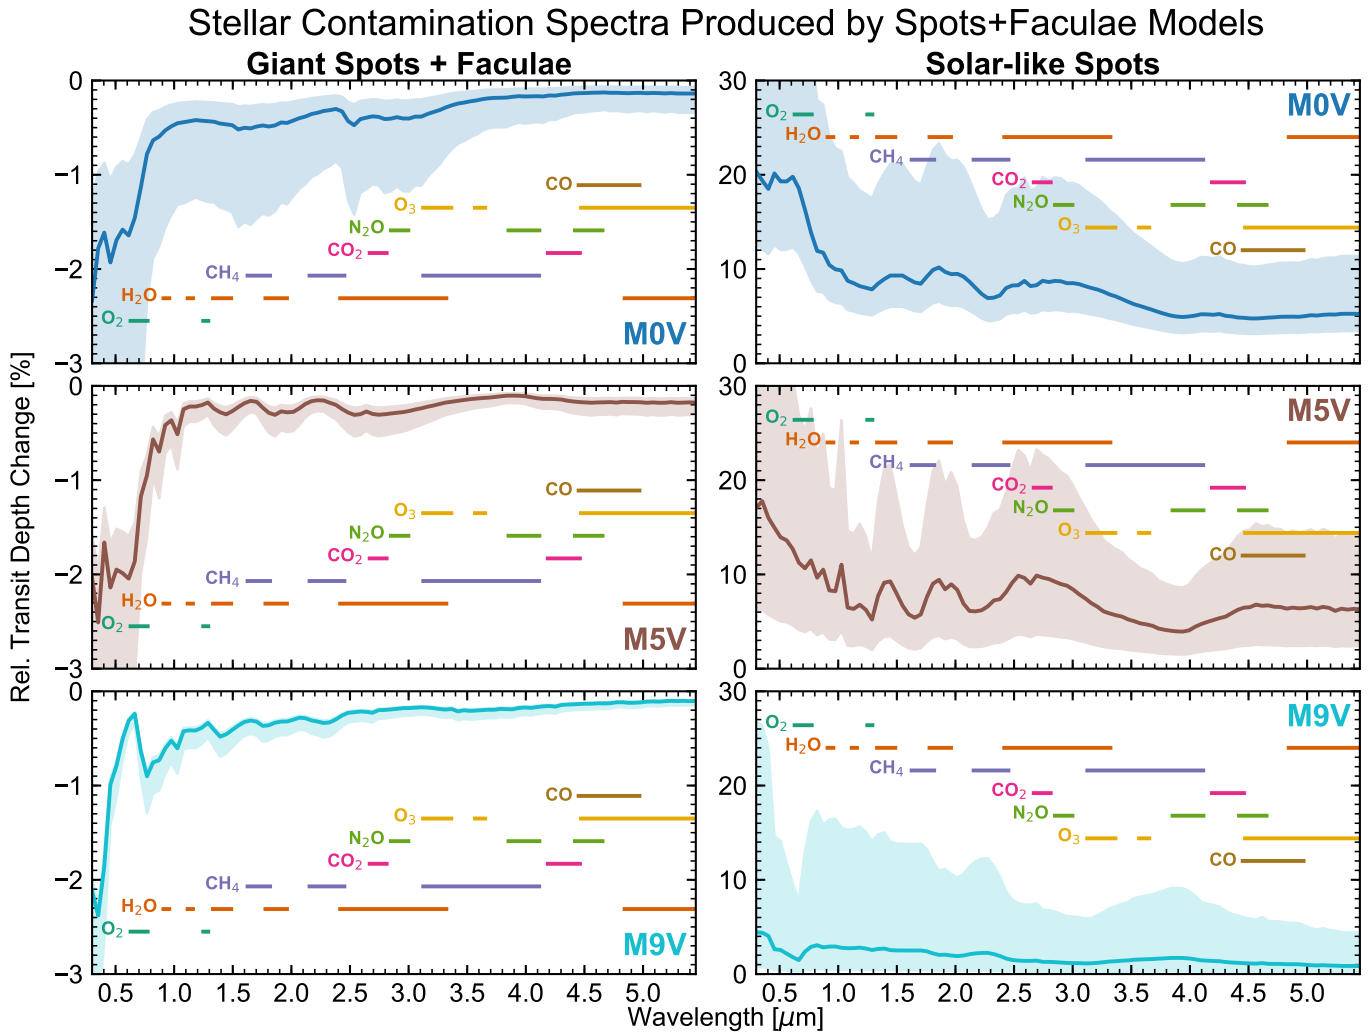 Stellar Contamination Spectra Produced by Spots+Faculae Models
Giant Spots + Faculae
Solar-like Spots
Rel. Transit Depth Change [%]
0
−1
−2
−3
CO
O₃
N₂O
CO₂
CH₄
H₂O
O₂
M0V
30
20
10
0
M0V
O₂
H₂O
CH₄
CO₂
N₂O
O₃
CO
0
−1
−2
−3
CO
O₃
N₂O
CO₂
CH₄
H₂O
O₂
M5V
30
20
10
0
M5V
O₂
H₂O
CH₄
CO₂
N₂O
O₃
CO
0
−1
−2
−3
CO
O₃
N₂O
CO₂
CH₄
H₂O
O₂
M9V
30
20
10
0
M9V
O₂
H₂O
CH₄
CO₂
N₂O
O₃
CO
0.5 1.0 1.5 2.0 2.5 3.0 3.5 4.0 4.5 5.0
0.5 1.0 1.5 2.0 2.5 3.0 3.5 4.0 4.5 5.0
Wavelength [μm]